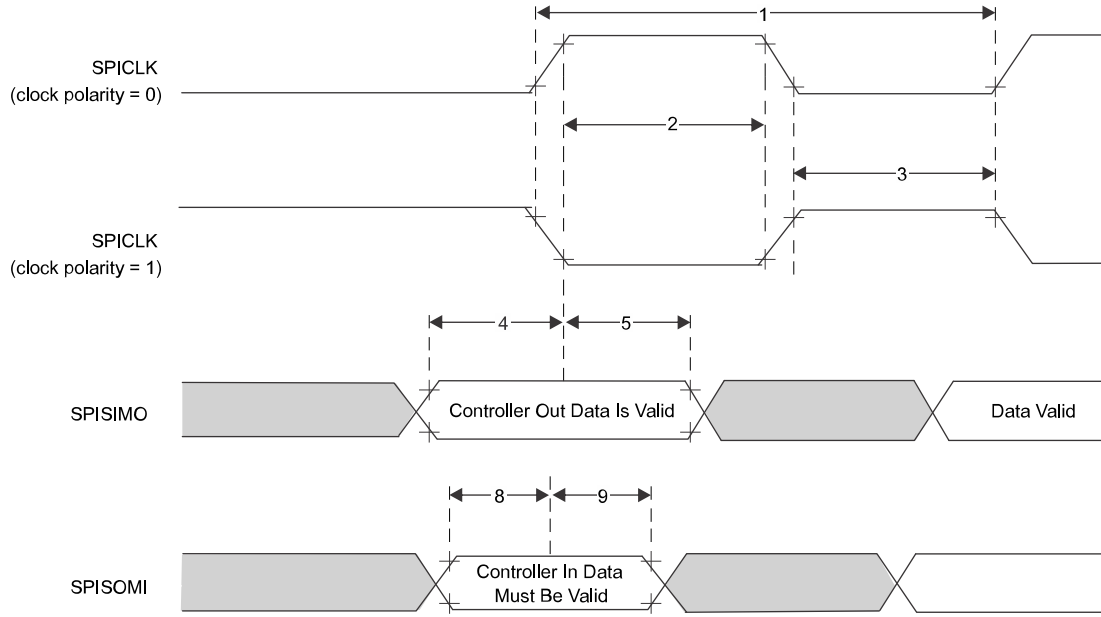 1
SPICLK
(clock polarity = 0)
2
3
SPICLK
(clock polarity = 1)
4
5
SPISIMO
Controller Out Data Is Valid
Data Valid
8
9
SPISOMI
Controller In Data
Must Be Valid